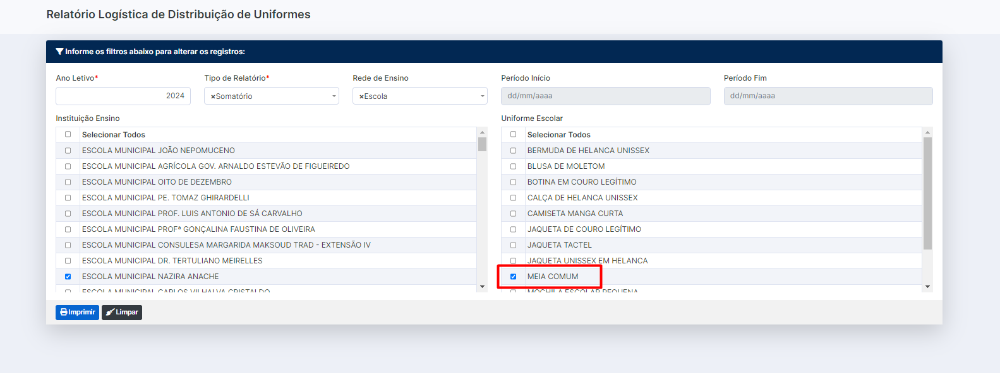 Relatório Logística de Distribuição de Uniformes
Informe os filtros abaixo para alterar os registros:
Ano Letivo*
Tipo de Relatório*
Rede de Ensino
Período Início
Período Fim
2024
×Somatório
×Escola
dd/mm/aaaa
dd/mm/aaaa
Instituição Ensino
Selecionar Todos
ESCOLA MUNICIPAL JOÃO NEPOMUCENO
ESCOLA MUNICIPAL AGRÍCOLA GOV. ARNALDO ESTEVÃO DE FIGUEIREDO
ESCOLA MUNICIPAL OITO DE DEZEMBRO
ESCOLA MUNICIPAL PE. TOMAZ GHIRARDELLI
ESCOLA MUNICIPAL PROF. LUIS ANTONIO DE SÁ CARVALHO
ESCOLA MUNICIPAL PROFª GONÇALINA FAUSTINA DE OLIVEIRA
ESCOLA MUNICIPAL CONSULESA MARGARIDA MAKSOUD TRAD - EXTENSÃO IV
ESCOLA MUNICIPAL DR. TERTULIANO MEIRELLES
ESCOLA MUNICIPAL NAZIRA ANACHE
ESCOLA MUNICIPAL CARLOS VILHALVA CRISTALDO
Uniforme Escolar
Selecionar Todos
BERMUDA DE HELANCA UNISSEX
BLUSA DE MOLETOM
BOTINA EM COURO LEGÍTIMO
CALÇA DE HELANCA UNISSEX
CAMISETA MANGA CURTA
JAQUETA DE COURO LEGÍTIMO
JAQUETA TACTEL
JAQUETA UNISSEX EM HELANCA
MEIA COMUM
MOCHILA ESCOLAR PEQUENA
Imprimir
Limpar